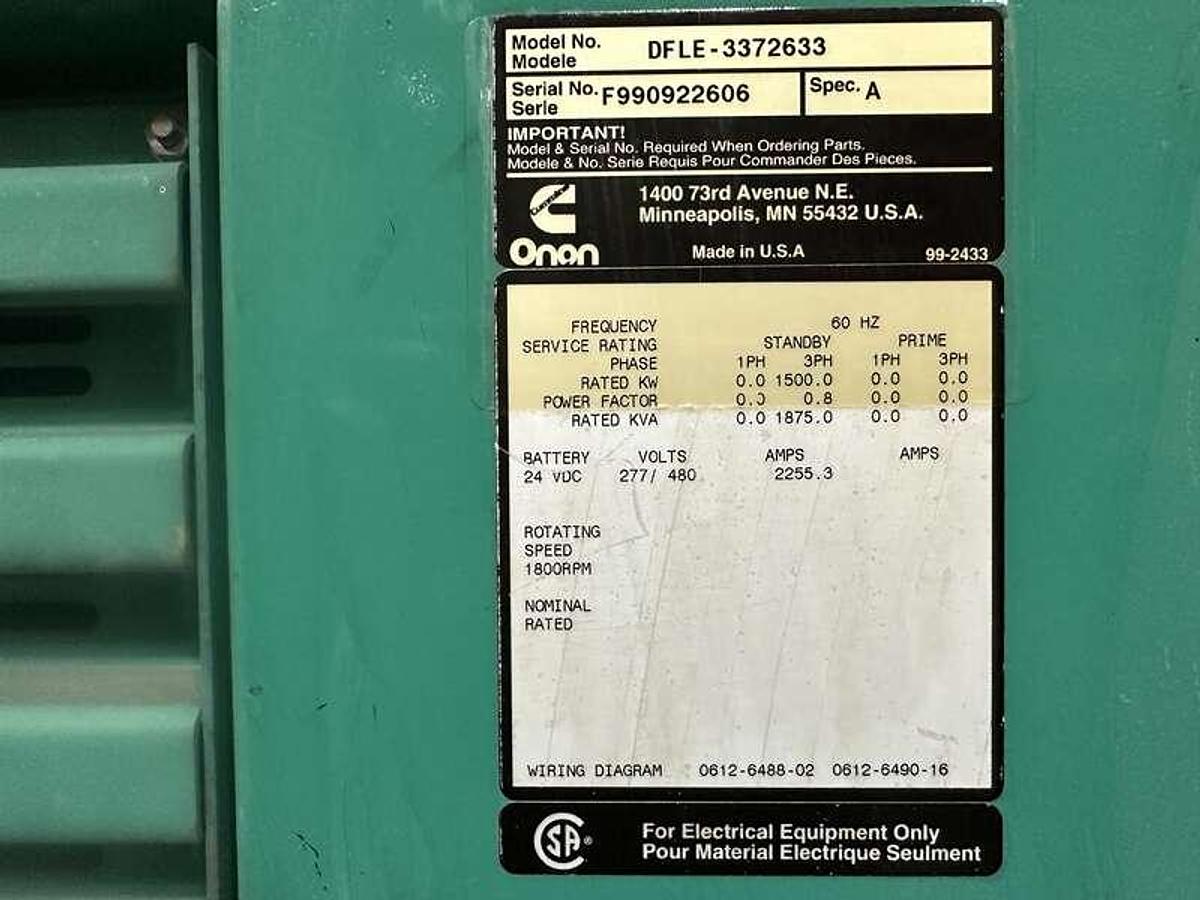 Model No. DFLE-3372633
Modele
Serial No. F990922606 Spec. A
Serie
IMPORTANT!
Model & Serial No. Required When Ordering Parts.
Modele & No. Serie Requis Pour Commander Des Pieces.
1400 73rd Avenue N.E.
Minneapolis, MN 55432 U.S.A.
Onan Made in U.S.A 99-2433
FREQUENCY 60 HZ
SERVICE RATING STANDBY PRIME
PHASE 1PH 3PH 1PH 3PH
RATED KW 0.0 1500.0 0.0 0.0
POWER FACTOR 0.0 0.8 0.0 0.0
RATED KVA 0.0 1875.0 0.0 0.0
BATTERY VOLTS AMPS AMPS
24 VDC 277/ 480 2255.3
ROTATING
SPEED
1800RPM
NOMINAL
RATED
WIRING DIAGRAM 0612-6488-02 0612-6490-16
CSA® For Electrical Equipment Only
Pour Material Electrique Seulment